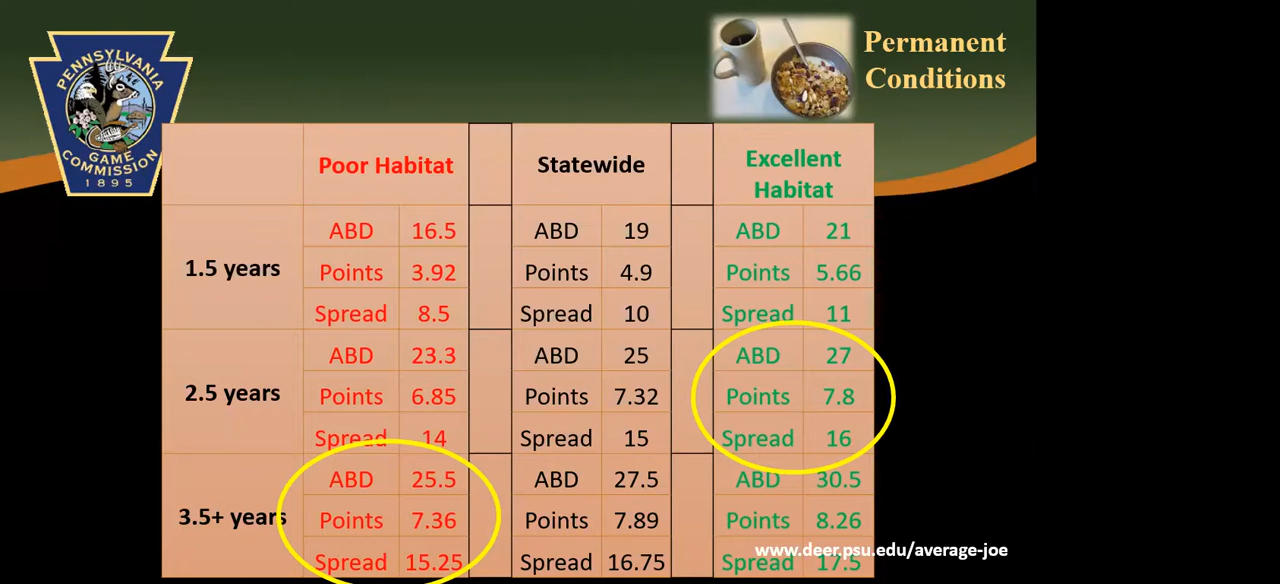 PENNSYLVANIA
GAME
COMMISSION
1895
Permanent
Conditions
Poor Habitat
Statewide
Excellent
Habitat
1.5 years
ABD 16.5 ABD 19 ABD 21
Points 3.92 Points 4.9 Points 5.66
Spread 8.5 Spread 10 Spread 11
2.5 years
ABD 23.3 ABD 25 ABD 27
Points 6.85 Points 7.32 Points 7.8
Spread 14 Spread 15 Spread 16
3.5+ years
ABD 25.5 ABD 27.5 ABD 30.5
Points 7.36 Points 7.89 Points 8.26
Spread 15.25 Spread 16.75 Spread 17.5
www.deer.psu.edu/average-joe